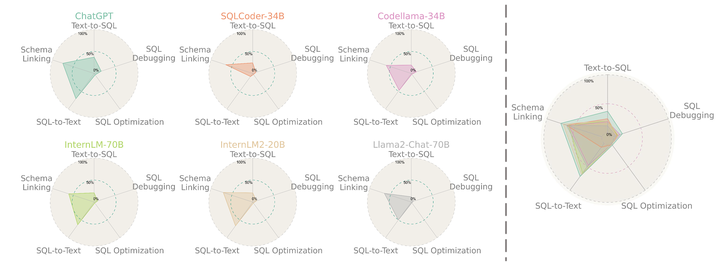 ChatGPT
Text-to-SQL
100%
50%
0%
Schema
Linking
SQL
Debugging
SQL-to-Text
SQL Optimization
SQLCoder-34B
Text-to-SQL
100%
50%
0%
Schema
Linking
SQL
Debugging
SQL-to-Text
SQL Optimization
Codellama-34B
Text-to-SQL
100%
50%
0%
Schema
Linking
SQL
Debugging
SQL-to-Text
SQL Optimization
InternLM-70B
Text-to-SQL
100%
50%
0%
Schema
Linking
SQL
Debugging
SQL-to-Text
SQL Optimization
InternLM2-20B
Text-to-SQL
100%
50%
0%
Schema
Linking
SQL
Debugging
SQL-to-Text
SQL Optimization
Llama2-Chat-70B
Text-to-SQL
100%
50%
0%
Schema
Linking
SQL
Debugging
SQL-to-Text
SQL Optimization
Text-to-SQL
100%
50%
0%
Schema
Linking
SQL
Debugging
SQL-to-Text
SQL Optimization